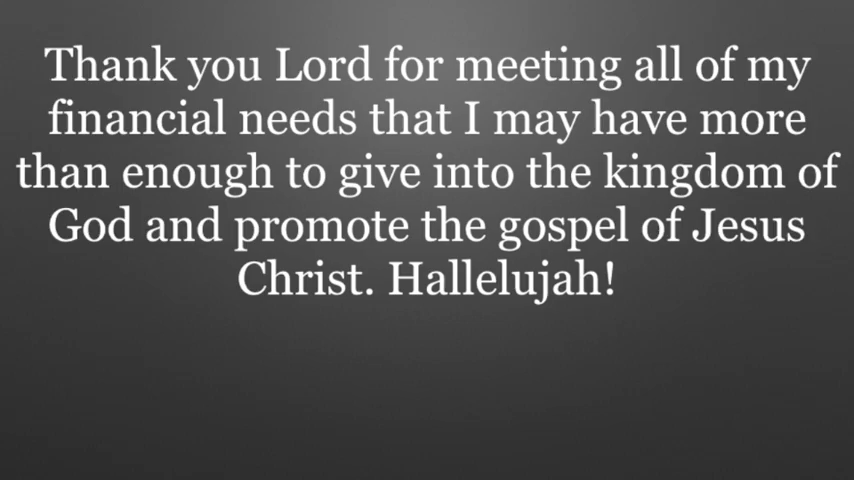 Thank you Lord for meeting all of my
financial needs that I may have more
than enough to give into the kingdom of
God and promote the gospel of Jesus
Christ. Hallelujah!